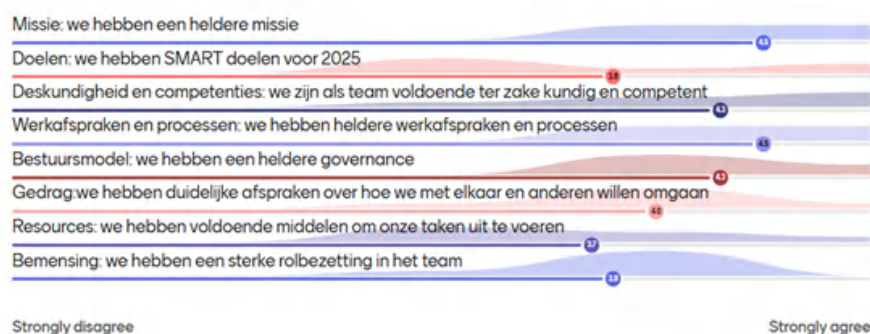 Missie: we hebben een heldere missie
4.5
Doelen: we hebben SMART doelen voor 2025
3.8
Deskundigheid en competenties: we zijn als team voldoende ter zake kundig en competent
4.3
Werkafspraken en processen: we hebben heldere werkafspraken en processen
4.5
Bestuursmodel: we hebben een heldere governance
4.3
Gedrag:we hebben duidelijke afspraken over hoe we met elkaar en anderen willen omgaan
4.0
Resources: we hebben voldoende middelen om onze taken uit te voeren
3.7
Bemensing: we hebben een sterke rolbezetting in het team
3.8
Strongly disagree Strongly agree